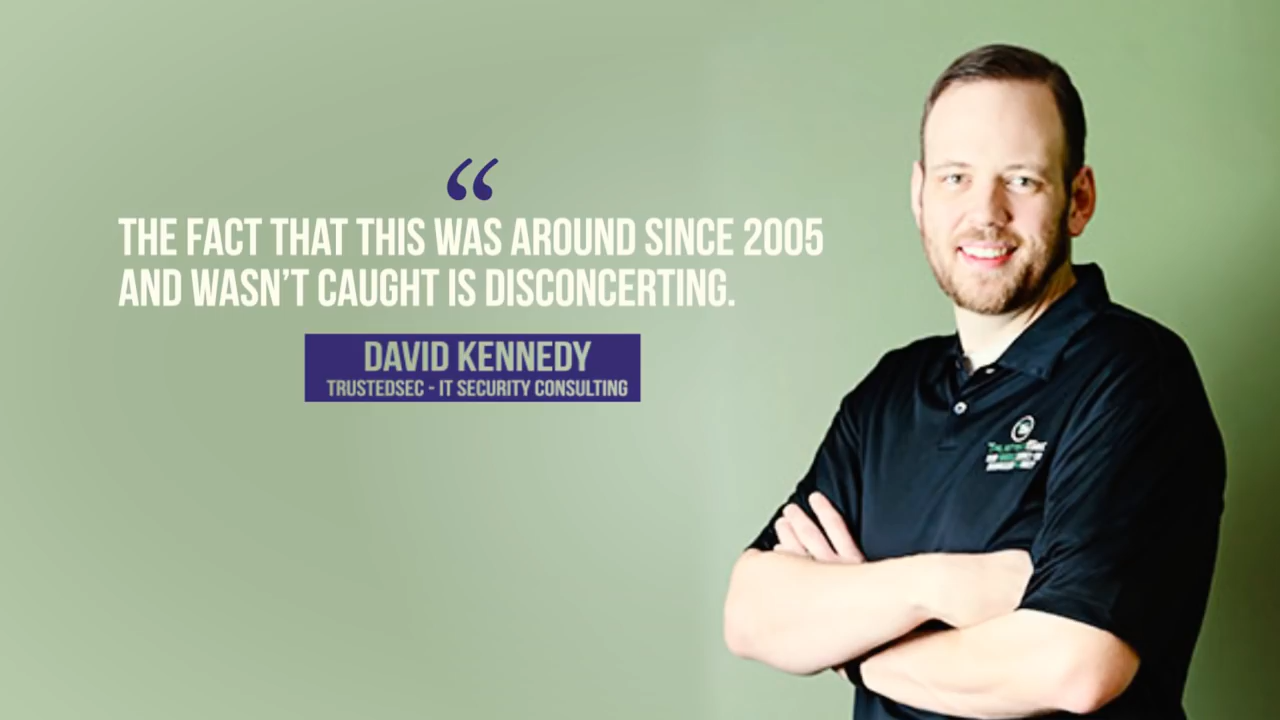 “
THE FACT THAT THIS WAS AROUND SINCE 2005
AND WASN’T CAUGHT IS DISCONCERTING.
DAVID KENNEDY
TRUSTEDSEC - IT SECURITY CONSULTING